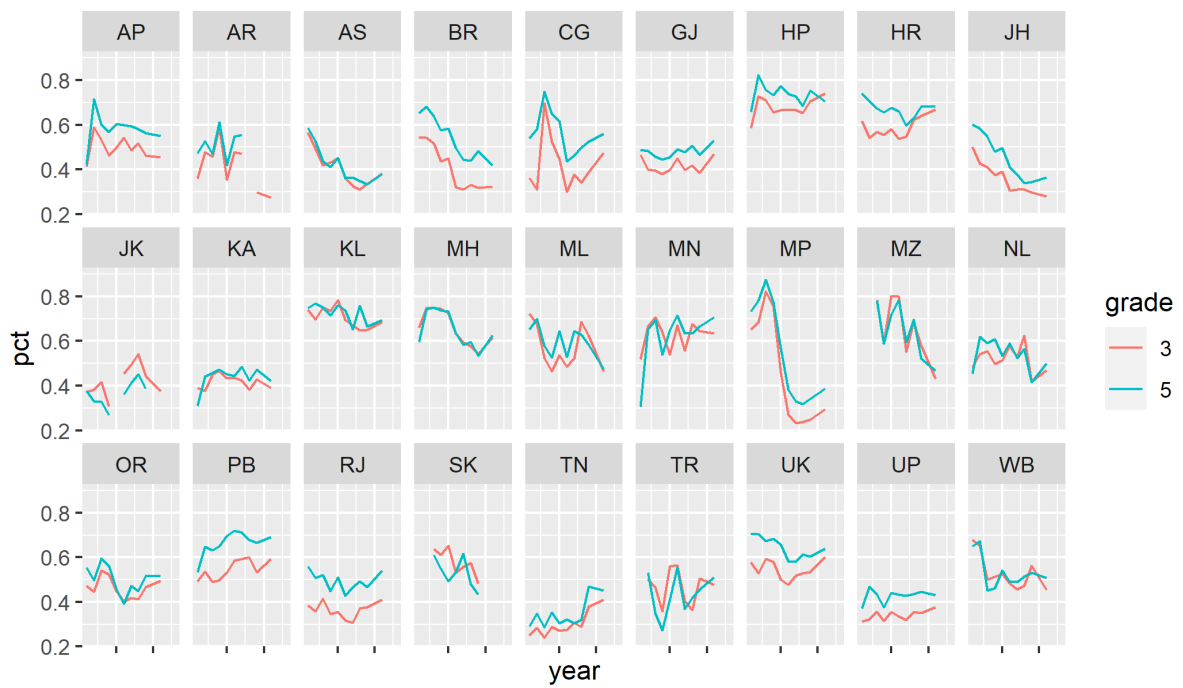 AP AR AS BR CG GJ HP HR JH
0.8
0.6
0.4
0.2
JK KA KL MH ML MN MP MZ NL
0.8
0.6
0.4
0.2
OR PB RJ SK TN TR UK UP WB
0.8
0.6
0.4
0.2
pct
year
grade
3
5